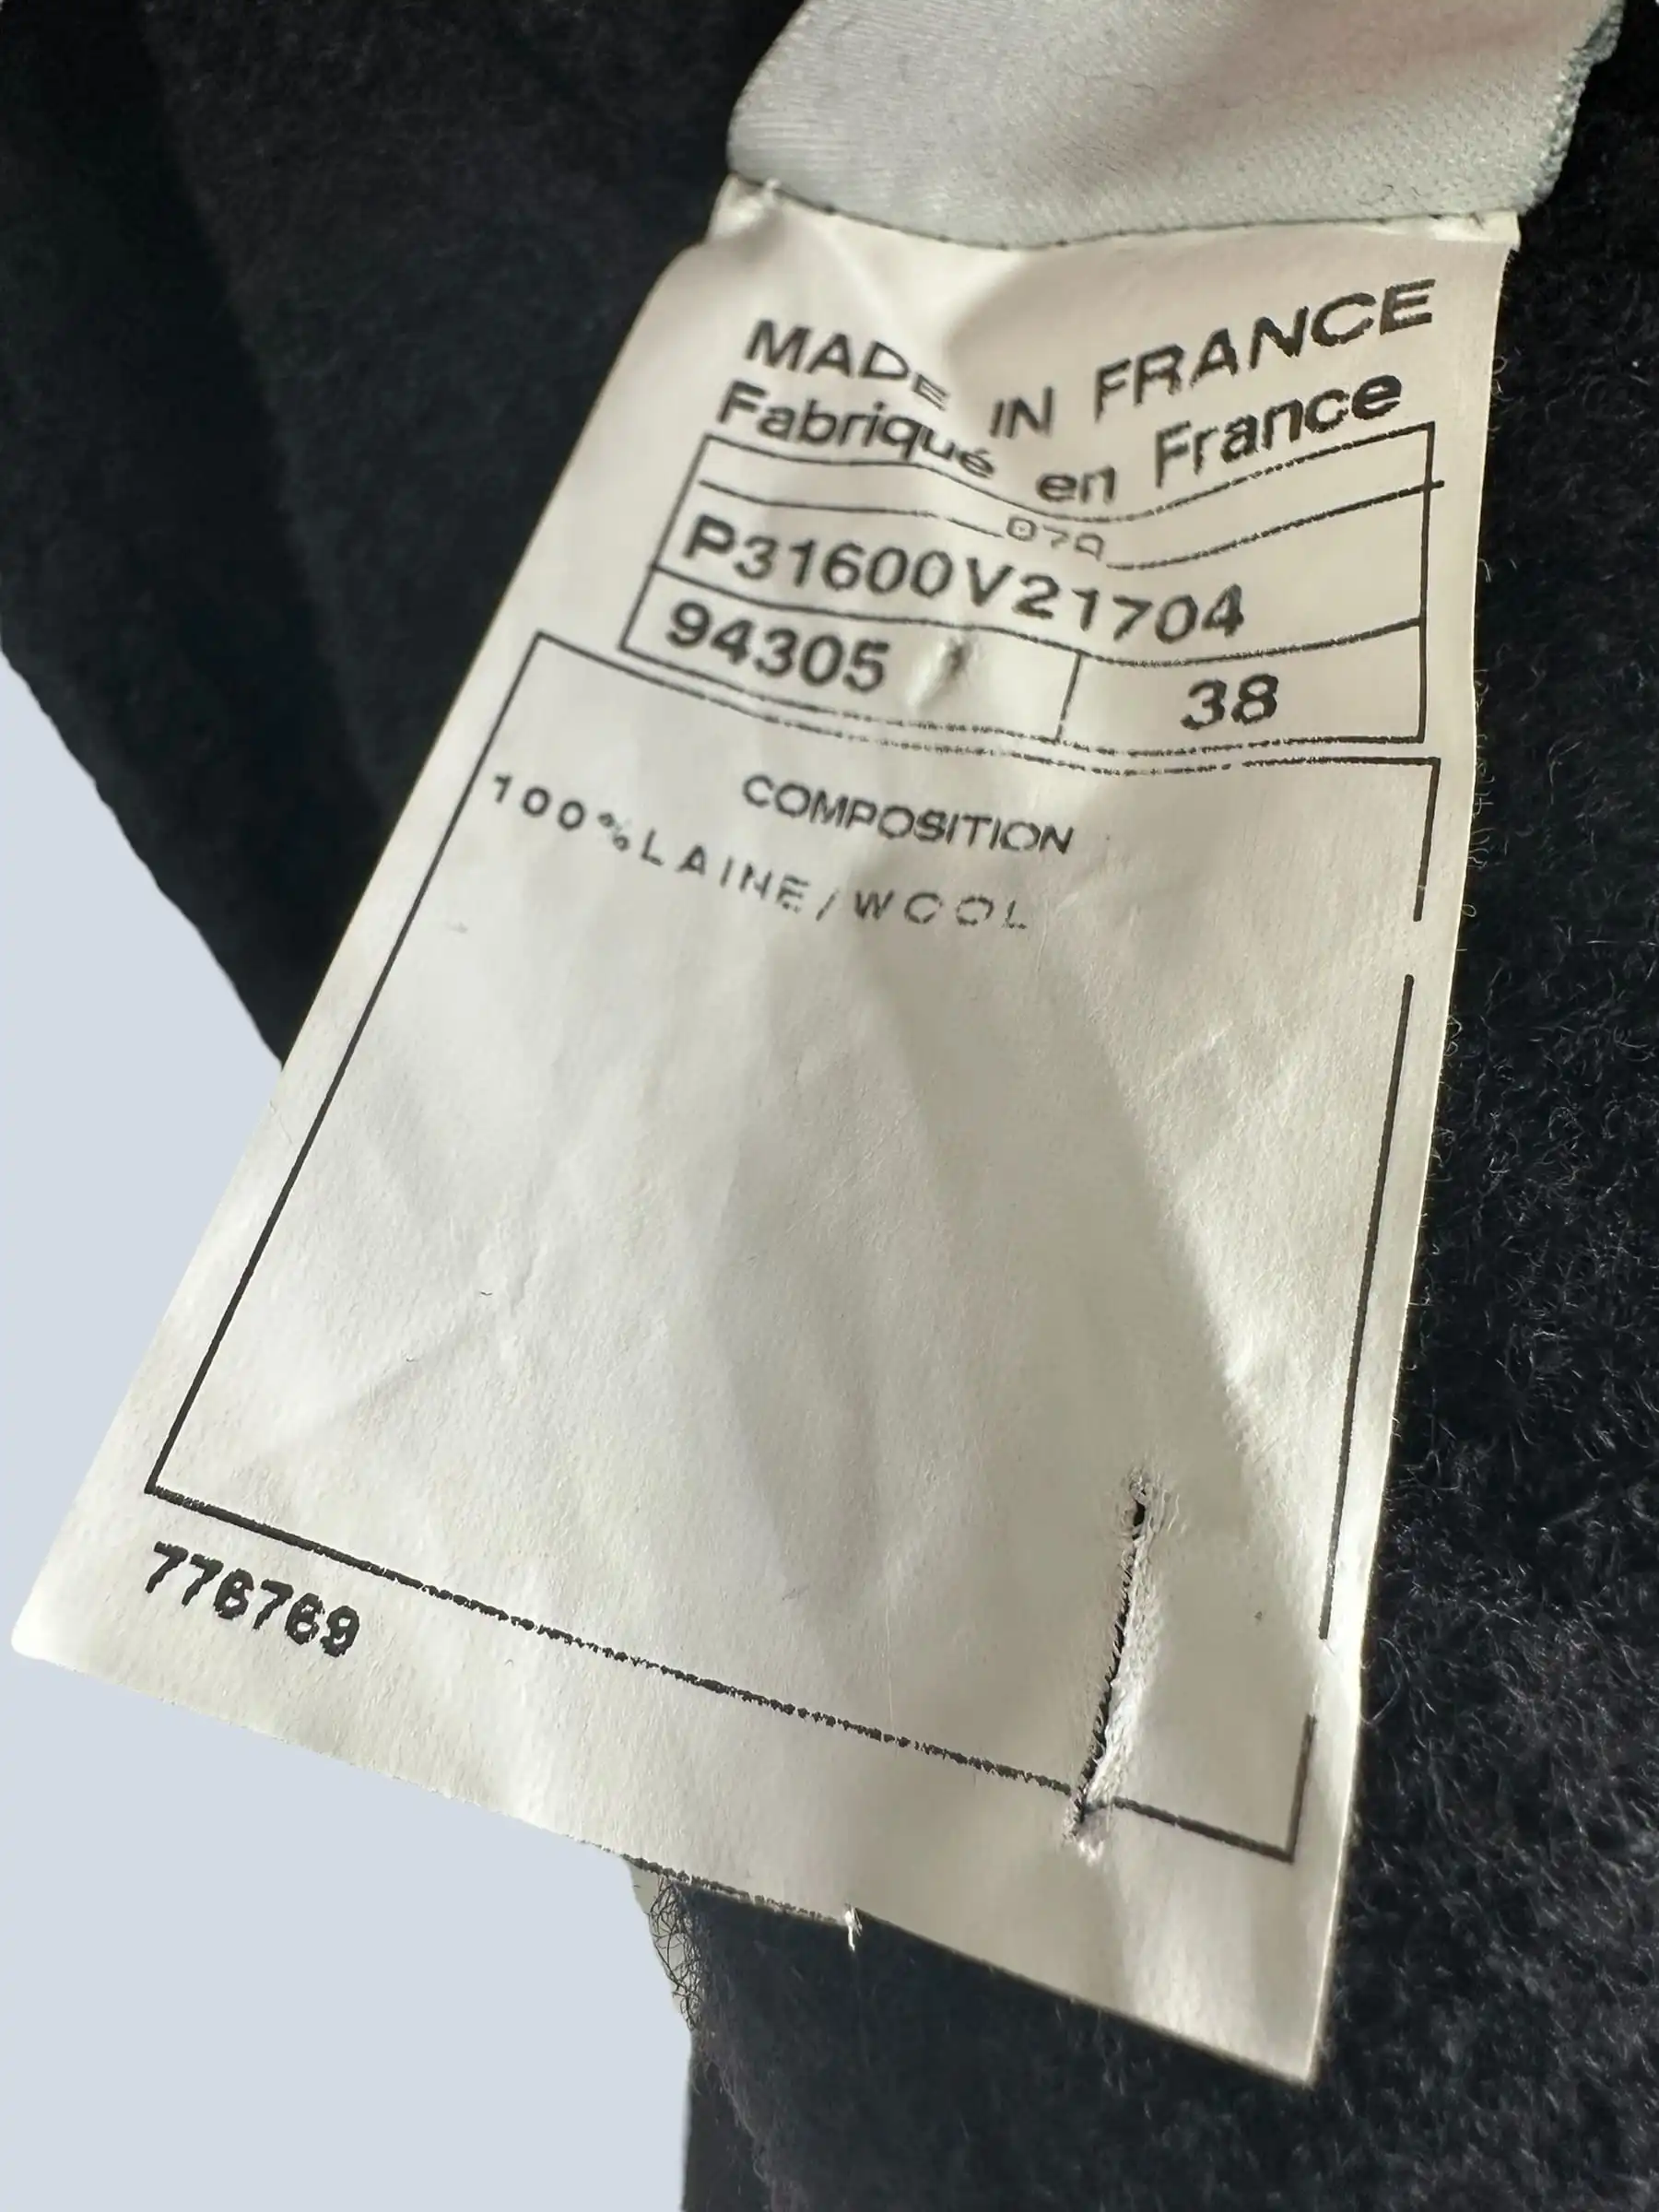 MADE IN FRANCE
Fabriqué en France
P31600V21704
94305 38
COMPOSITION
100%LAINE/WOOL
776769